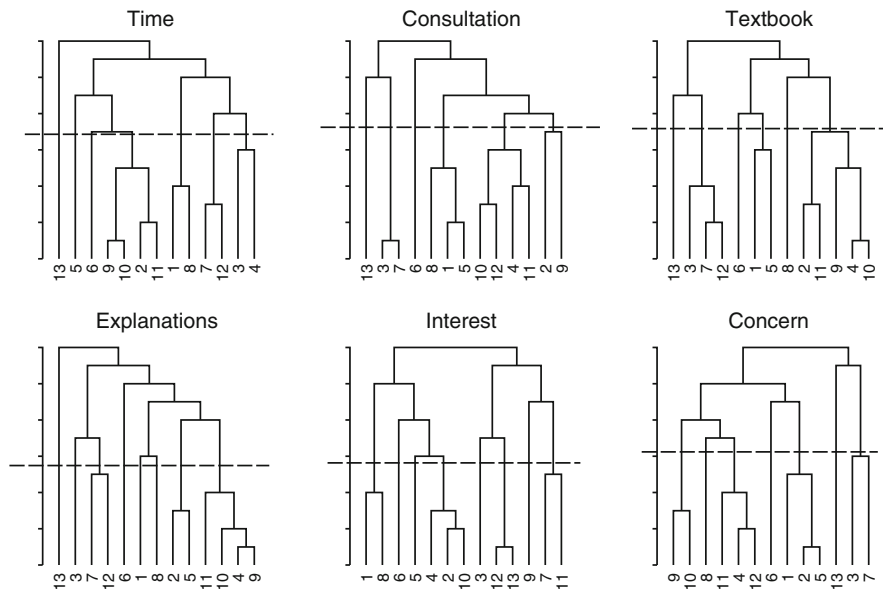 Time Consultation Textbook
13 5 6 9 10 2 11 1 8 7 12 3 4
13 3 7 6 8 1 5 10 12 4 11 2 9
13 3 7 12 6 1 5 8 2 11 9 4 10
Explanations Interest Concern
13 3 7 12 6 1 8 2 5 11 10 4 9
1 8 6 5 4 2 10 3 12 13 9 7 11
9 10 8 11 4 12 6 1 2 5 13 3 7